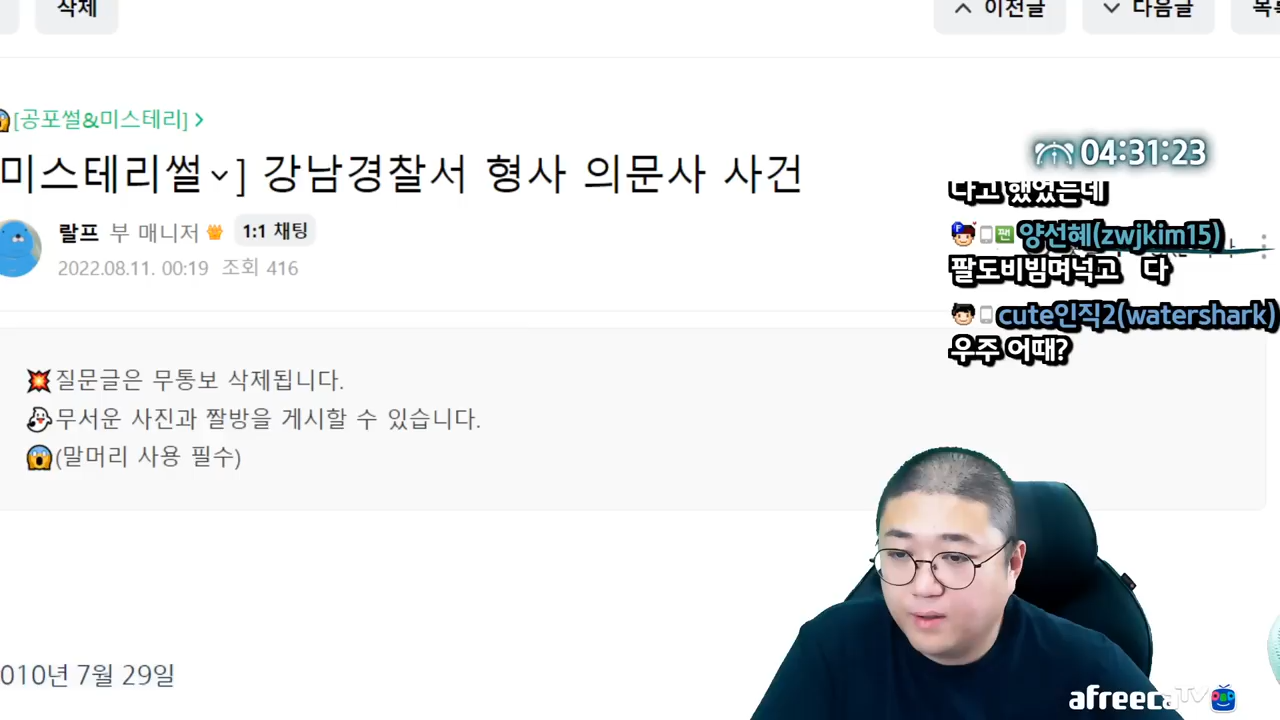 삭제
이전글
다음글
[공포썰&미스테리]
미스테리썰] 강남경찰서 형사 의문사 사건
04:31:23
다고 했었는데
랄프 부 매니저 1:1 채팅
2022.08.11. 00:19 조회 416
팬 양선혜(zwjkim15)
팔도비빔며넉고 다
cute인직2(watershark)
우주 어때?
질문글은 무통보 삭제됩니다.
무서운 사진과 짤방을 게시할 수 있습니다.
(말머리 사용 필수)
010년 7월 29일
afreecaTV